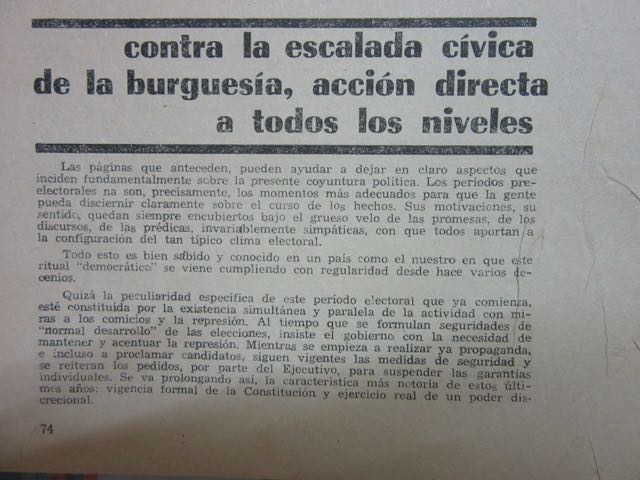 contra la escalada cívica
de la burguesía, acción directa
a todos los niveles
Las páginas que anteceden, pueden ayudar a dejar en claro aspectos que
inciden fundamentalmente sobre la presente coyuntura política. Los períodos pre-
electorales na son, precisamente, los momentos más adecuados para que la gente
pueda disciernir claramente sobre el curso de los hechos. Sus motivaciones, su
sentido, quedan siempre encubiertos bajo el grueso velo de las promesas, de los
discursos, de las prédicas, invariablemente simpáticas, con que todos aportan a
la configuración del tan típico clima electoral.
Todo esto es bien sábido y conocido en un país como el nuestro en que este
ritual "democrático" se viene cumpliendo con regularidad desde hace varios de-
cenios.
Quizá la peculiaridad específica de este período electoral que ya comienza,
esté constituida por la existencia simultánea y paralela de la actividad con mi-
ras a los comicios y la represión. Al tiempo que se formulan seguridades de
"normal desarrollo" de las elecciones, insiste el gobierno con la necesidad de
mantener y acentuar la represión. Mientras se empieza a realizar ya propaganda,
e incluso a proclamar candidatos, siguen vigentes las medidas de seguridad y
se reiteran los pedidos, por parte del Ejecutivo, para suspender las garantías
individuales. Se va prolongando así, la característica más notoria de estos últi-
mos años: vigencia formal de la Constitución y ejercicio real de un poder dis-
crecional.
74